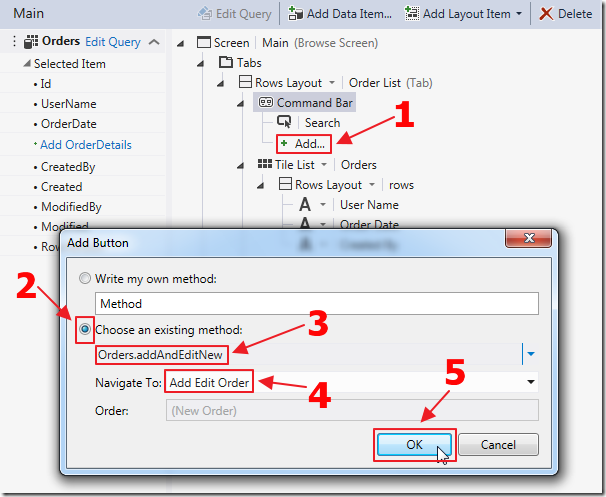 Main
Edit Query
Add Data Item...
Add Layout Item
Delete
Orders Edit Query
Selected Item
Id
UserName
OrderDate
+ Add OrderDetails
CreatedBy
Created
ModifiedBy
Modified
Screen Main (Browse Screen)
Tabs
Rows Layout Order List (Tab)
Command Bar
Search
+ Add...
1
Tile List Orders
Rows Layout rows
A User Name
A Order Date
A Created By
Add Button
2
Write my own method:
Method
Choose an existing method:
3
Orders.addAndEditNew
Navigate To: Add Edit Order
4
Order: (New Order)
5
OK
Cancel